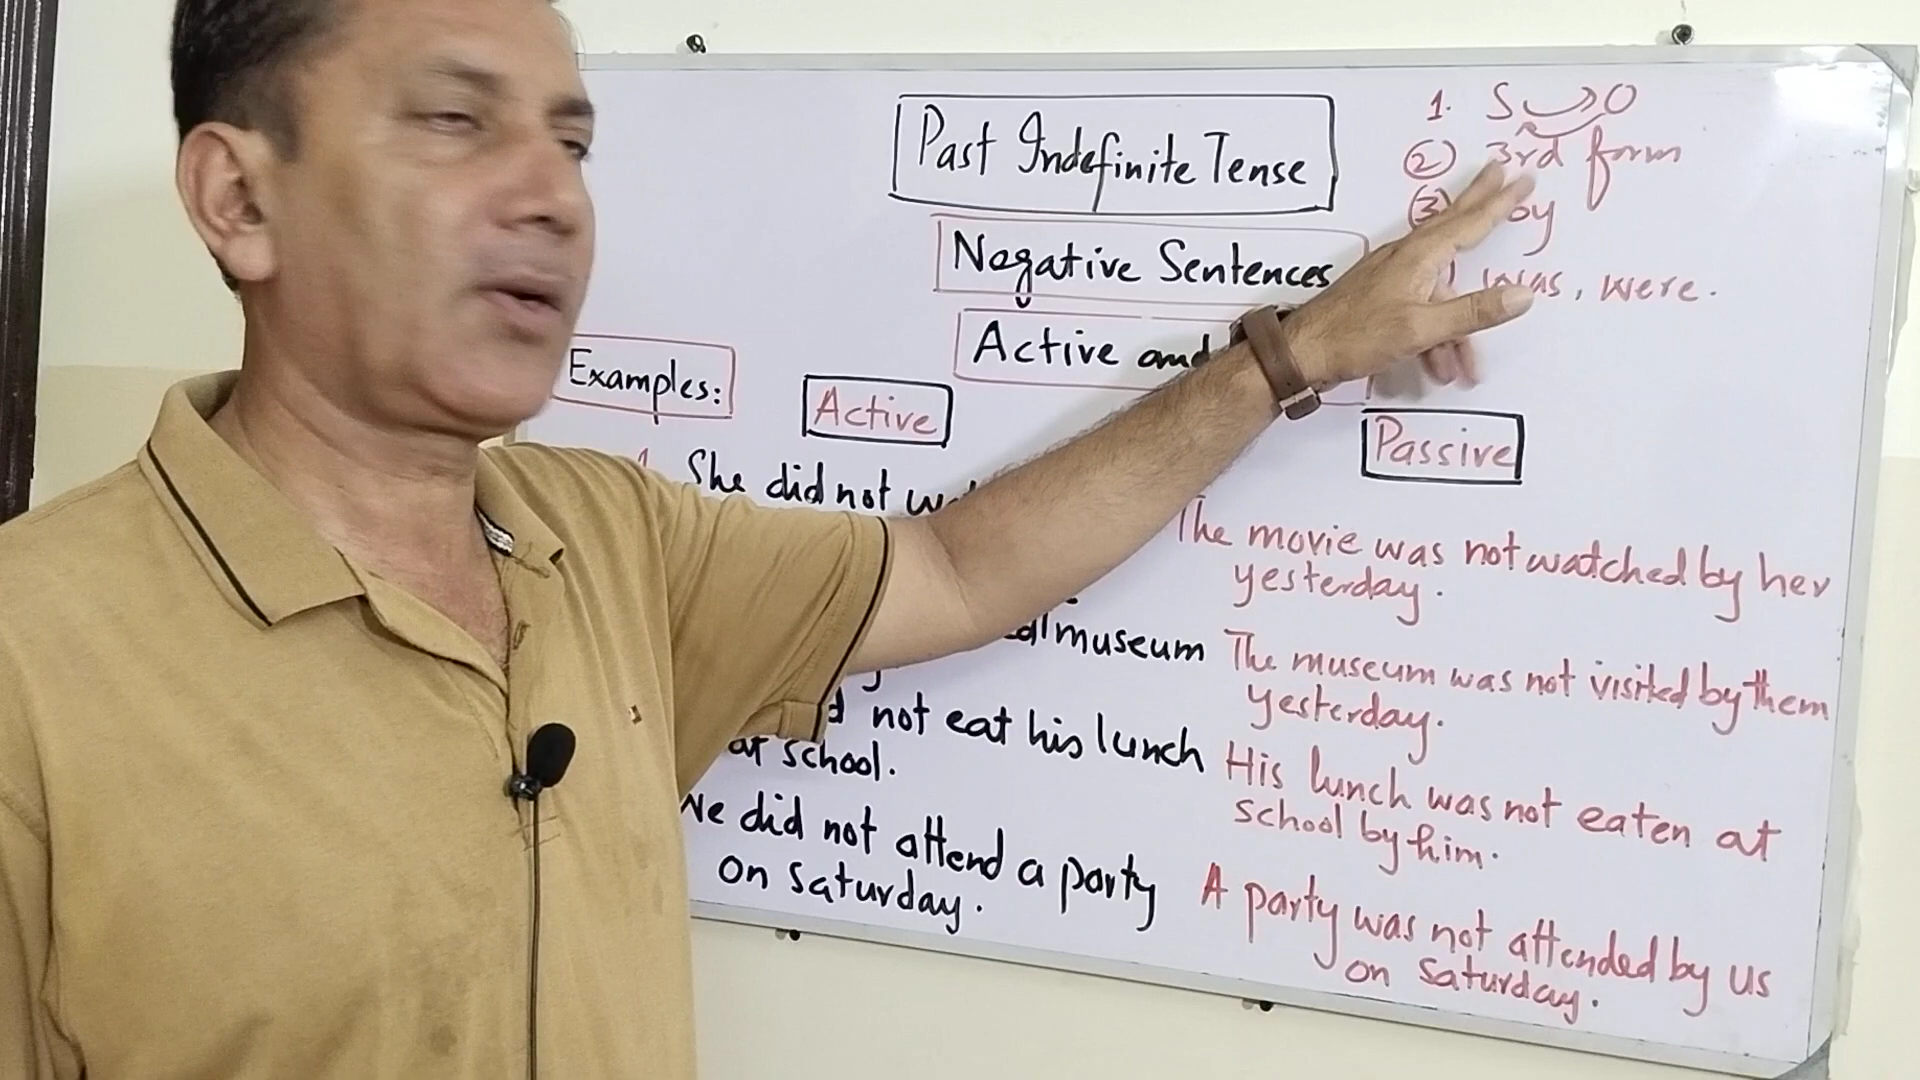 Past Indefinite Tense
Negative Sentences
Active and
1. S O
(2) 3rd form
(3) by
was, were.
Examples:
Active
Passive
She did not
museum
not eat his lunch
at school.
We did not attend a party
on Saturday.
The movie was not watched by her
yesterday.
The museum was not visited by them
yesterday.
His lunch was not eaten at
school by him.
A party was not attended by us
on Saturday.